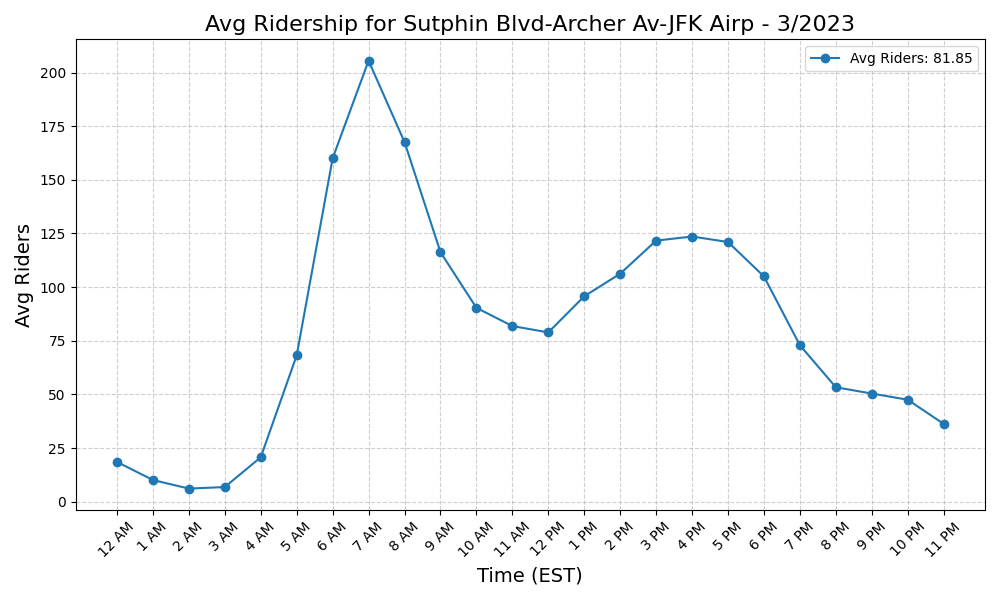 Avg Ridership for Sutphin Blvd-Archer Av-JFK Airp - 3/2023
Avg Riders: 81.85
Avg Riders
200
175
150
125
100
75
50
25
0
12 AM
1 AM
2 AM
3 AM
4 AM
5 AM
6 AM
7 AM
8 AM
9 AM
10 AM
11 AM
12 PM
1 PM
2 PM
3 PM
4 PM
5 PM
6 PM
7 PM
8 PM
9 PM
10 PM
11 PM
Time (EST)